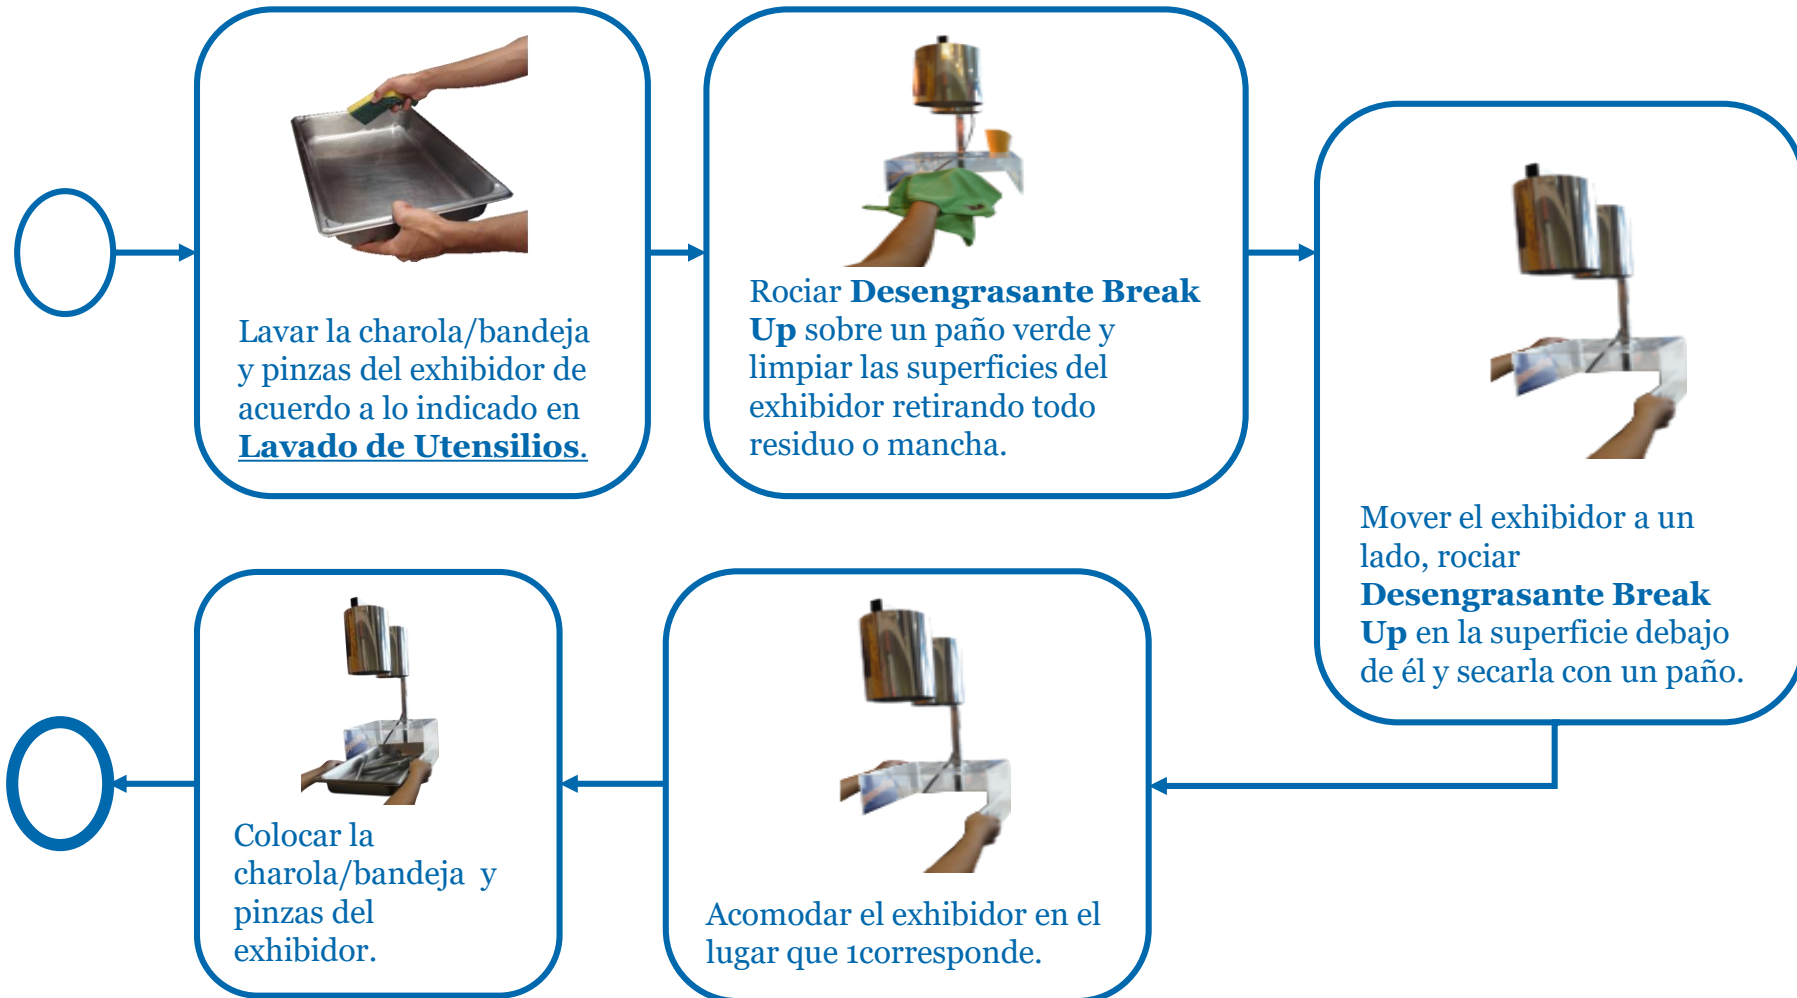 Lavar la charola/bandeja
y pinzas del exhibidor de
acuerdo a lo indicado en
Lavado de Utensilios.
Rociar Desengrasante Break
Up sobre un paño verde y
limpiar las superficies del
exhibidor retirando todo
residuo o mancha.
Mover el exhibidor a un
lado, rociar
Desengrasante Break
Up en la superficie debajo
de él y secarla con un paño.
Acomodar el exhibidor en el
lugar que 1corresponde.
Colocar la
charola/bandeja  y
pinzas del
exhibidor.